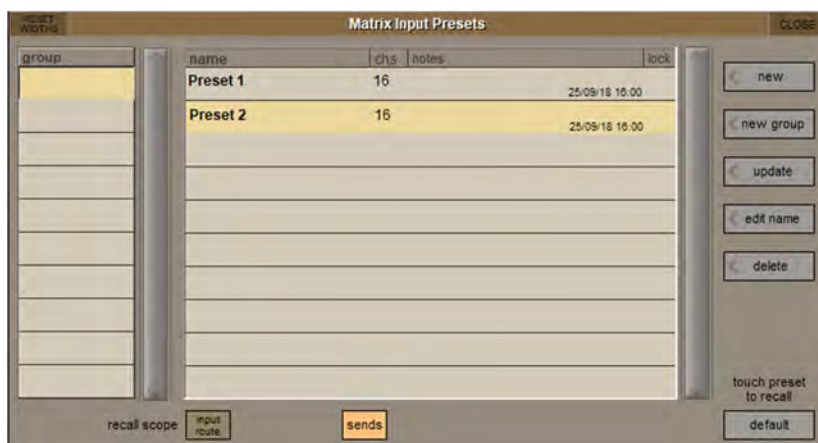 RESET
WIDTHS
Matrix Input Presets
CLOSE
group
name chs notes lock
Preset 1 16
25/09/18 16:00
Preset 2 16
25/09/18 16:00
new
new group
update
edit name
delete
touch preset
to recall
recall scope
input
route
sends
default